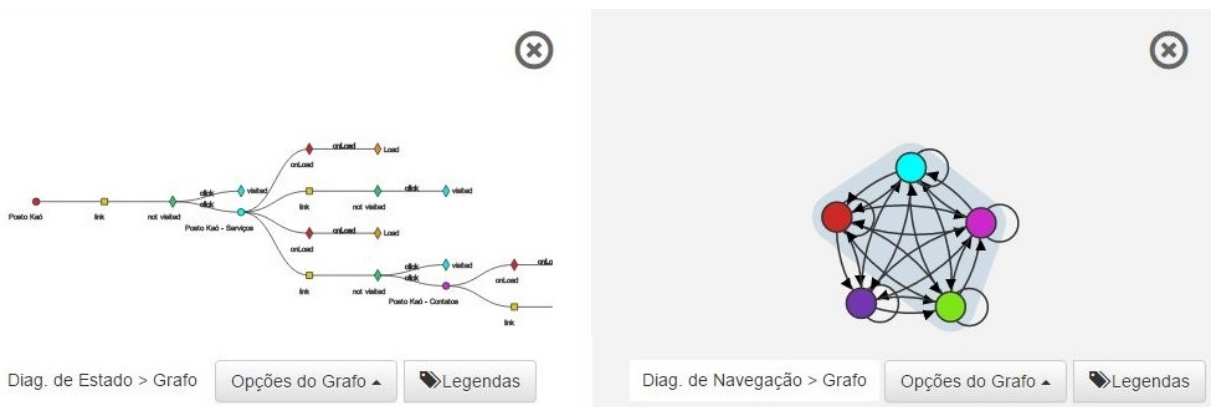 onLoad
Load
onLoad
click
visited
click
visited
Posto Kaó
link
not visited
click
Posto Kaó - Serviços
link
not visited
onLoad
Load
onLoad
click
visited
click
link
not visited
Posto Kaó - Contatos
onLoad
link
Diag. de Estado > Grafo
Opções do Grafo
Legendas
Diag. de Navegação > Grafo
Opções do Grafo
Legendas